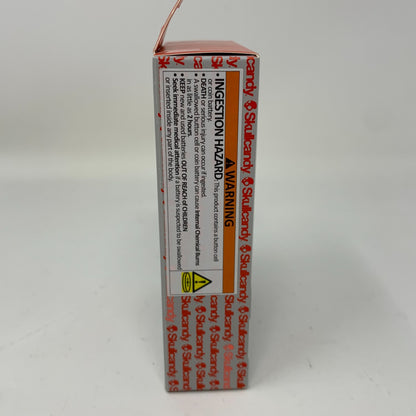 WARNING
• INGESTION HAZARD: This product contains a button cell
or coin battery.
• DEATH or serious injury can occur if ingested.
• A swallowed button cell or coin battery can cause Internal Chemical Burns
in as little as 2 hours.
• KEEP new and used batteries OUT OF REACH of CHILDREN
• Seek immediate medical attention if a battery is suspected to be swallowed
or inserted inside any part of the body.
Skullcandy Skullcandy Skullcandy
Skullcandy